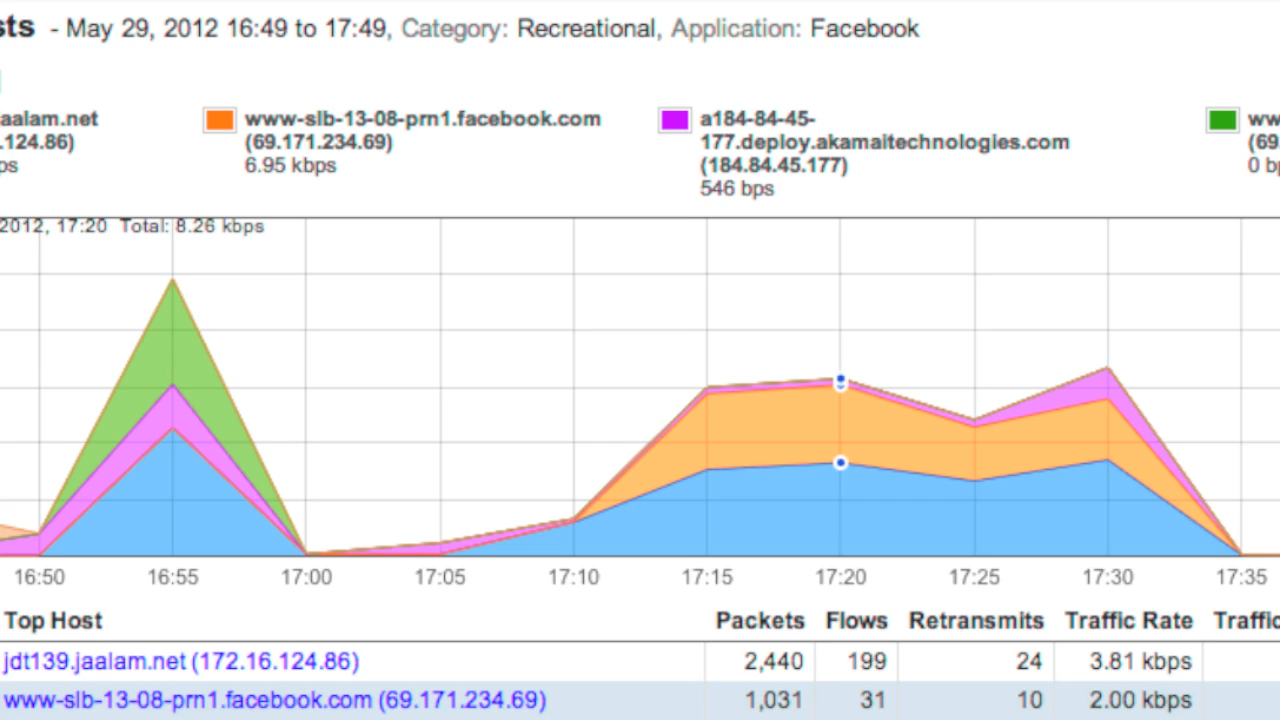 sts - May 29, 2012 16:49 to 17:49, Category: Recreational, Application: Facebook
aalam.net
.124.86)
ps
www-slb-13-08-prn1.facebook.com
(69.171.234.69)
6.95 kbps
a184-84-45-
177.deploy.akamaitechnologies.com
(184.84.45.177)
546 bps
ww
(69
0 bp
2012, 17:20 Total: 8.26 kbps
16:50 16:55 17:00 17:05 17:10 17:15 17:20 17:25 17:30 17:35
Top Host Packets Flows Retransmits Traffic Rate Traffic
jdt139.jaalam.net (172.16.124.86) 2,440 199 24 3.81 kbps
www-slb-13-08-prn1.facebook.com (69.171.234.69) 1,031 31 10 2.00 kbps